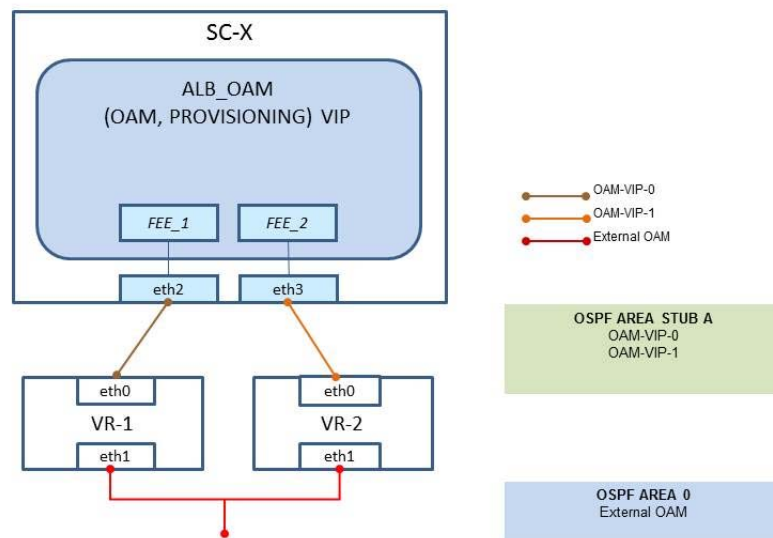 SC-X
ALB_OAM
(OAM, PROVISIONING) VIP
FEE_1
FEE_2
eth2
eth3
eth0
eth0
VR-1
VR-2
eth1
eth1
OAM-VIP-0
OAM-VIP-1
External OAM
OSPF AREA STUB A
OAM-VIP-0
OAM-VIP-1
OSPF AREA 0
External OAM